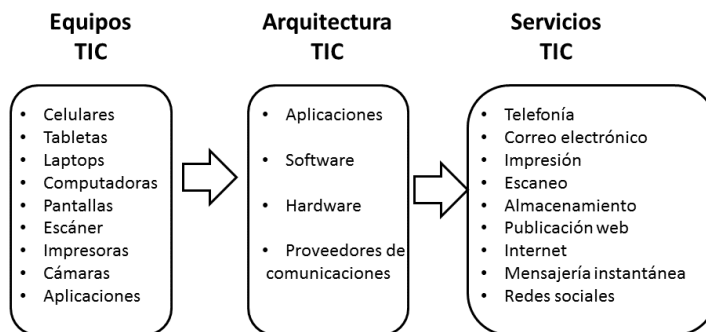 Equipos
TIC
• Celulares
• Tabletas
• Laptops
• Computadoras
• Pantallas
• Escáner
• Impresoras
• Cámaras
• Aplicaciones
Arquitectura
TIC
• Aplicaciones
• Software
• Hardware
• Proveedores de
comunicaciones
Servicios
TIC
• Telefonía
• Correo electrónico
• Impresión
• Escaneo
• Almacenamiento
• Publicación web
• Internet
• Mensajería instantánea
• Redes sociales